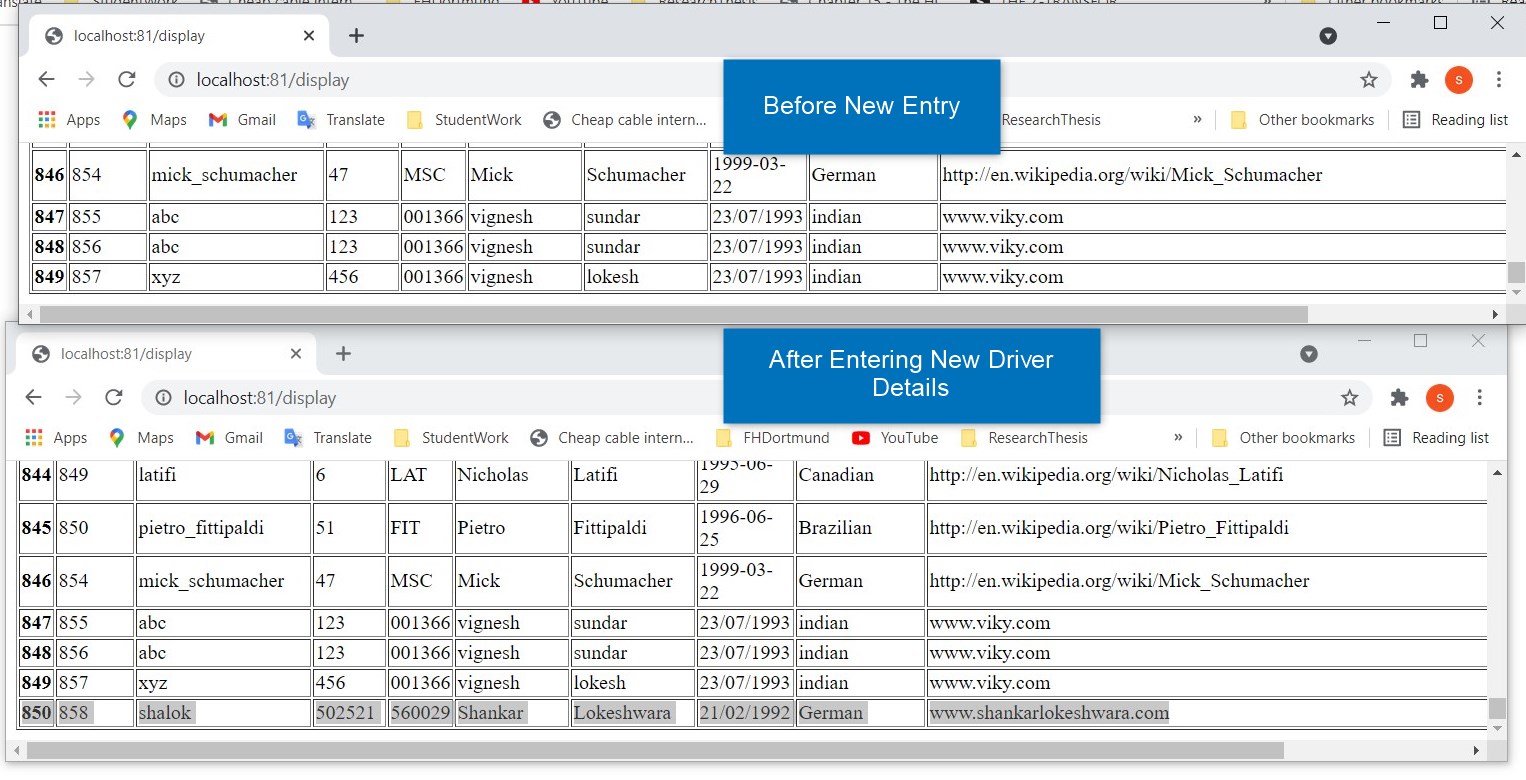 localhost:81/display
localhost:81/display
Before New Entry
Apps Maps Gmail Translate StudentWork Cheap cable intern... ResearchThesis » Other bookmarks Reading list
846 854 mick_schumacher 47 MSC Mick Schumacher 1999-03-22 German http://en.wikipedia.org/wiki/Mick_Schumacher
847 855 abc 123 001366 vignesh sundar 23/07/1993 indian www.viky.com
848 856 abc 123 001366 vignesh sundar 23/07/1993 indian www.viky.com
849 857 xyz 456 001366 vignesh lokesh 23/07/1993 indian www.viky.com
localhost:81/display
After Entering New Driver
Details
localhost:81/display
Apps Maps Gmail Translate StudentWork Cheap cable intern... FHDortmund YouTube ResearchThesis » Other bookmarks Reading list
844 849 latifi 6 LAT Nicholas Latifi 1995-06-29 Canadian http://en.wikipedia.org/wiki/Nicholas_Latifi
845 850 pietro_fittipaldi 51 FIT Pietro Fittipaldi 1996-06-25 Brazilian http://en.wikipedia.org/wiki/Pietro_Fittipaldi
846 854 mick_schumacher 47 MSC Mick Schumacher 1999-03-22 German http://en.wikipedia.org/wiki/Mick_Schumacher
847 855 abc 123 001366 vignesh sundar 23/07/1993 indian www.viky.com
848 856 abc 123 001366 vignesh sundar 23/07/1993 indian www.viky.com
849 857 xyz 456 001366 vignesh lokesh 23/07/1993 indian www.viky.com
850 858 shalok 502521 560029 Shankar Lokeshwara 21/02/1992 German www.shankarlokeshwara.com